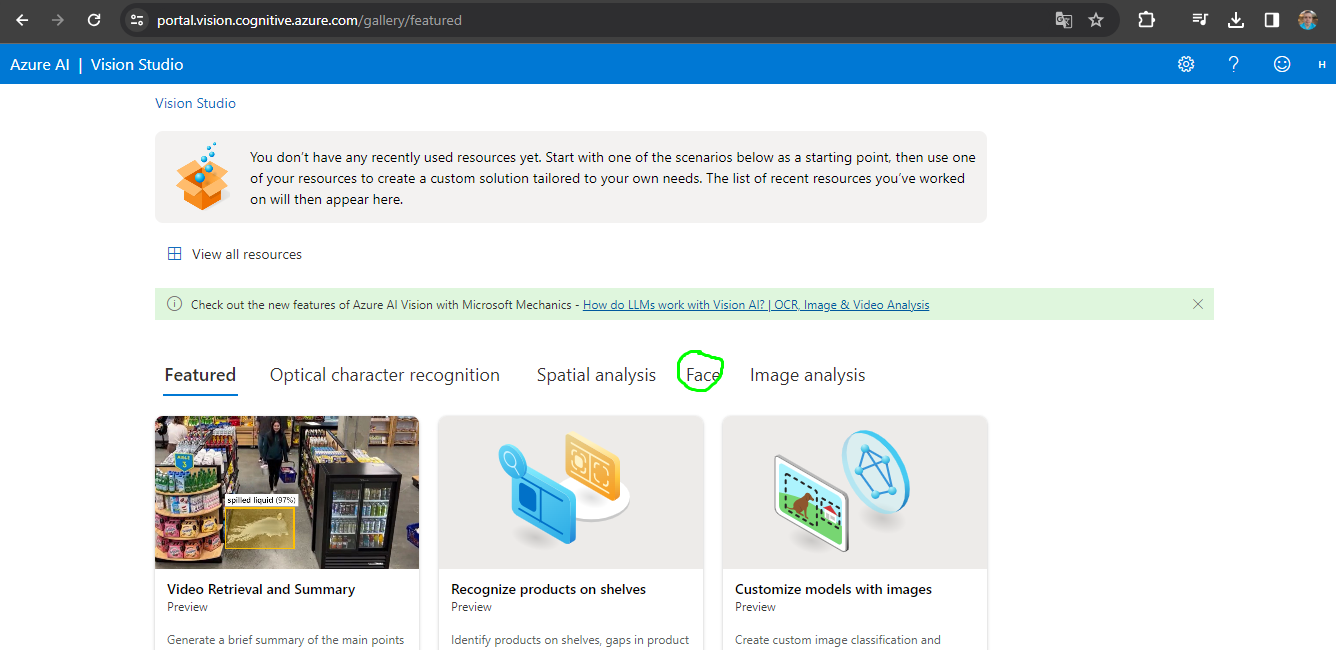 portal.vision.cognitive.azure.com/gallery/featured
Azure AI | Vision Studio
H
Vision Studio
You don't have any recently used resources yet. Start with one of the scenarios below as a starting point, then use one
of your resources to create a custom solution tailored to your own needs. The list of recent resources you've worked
on will then appear here.
View all resources
Check out the new features of Azure AI Vision with Microsoft Mechanics - How do LLMs work with Vision AI? | OCR, Image & Video Analysis
Featured Optical character recognition Spatial analysis Face Image analysis
spilled liquid (97%)
Video Retrieval and Summary
Preview
Generate a brief summary of the main points
Recognize products on shelves
Preview
Identify products on shelves, gaps in product
Customize models with images
Preview
Create custom image classification and